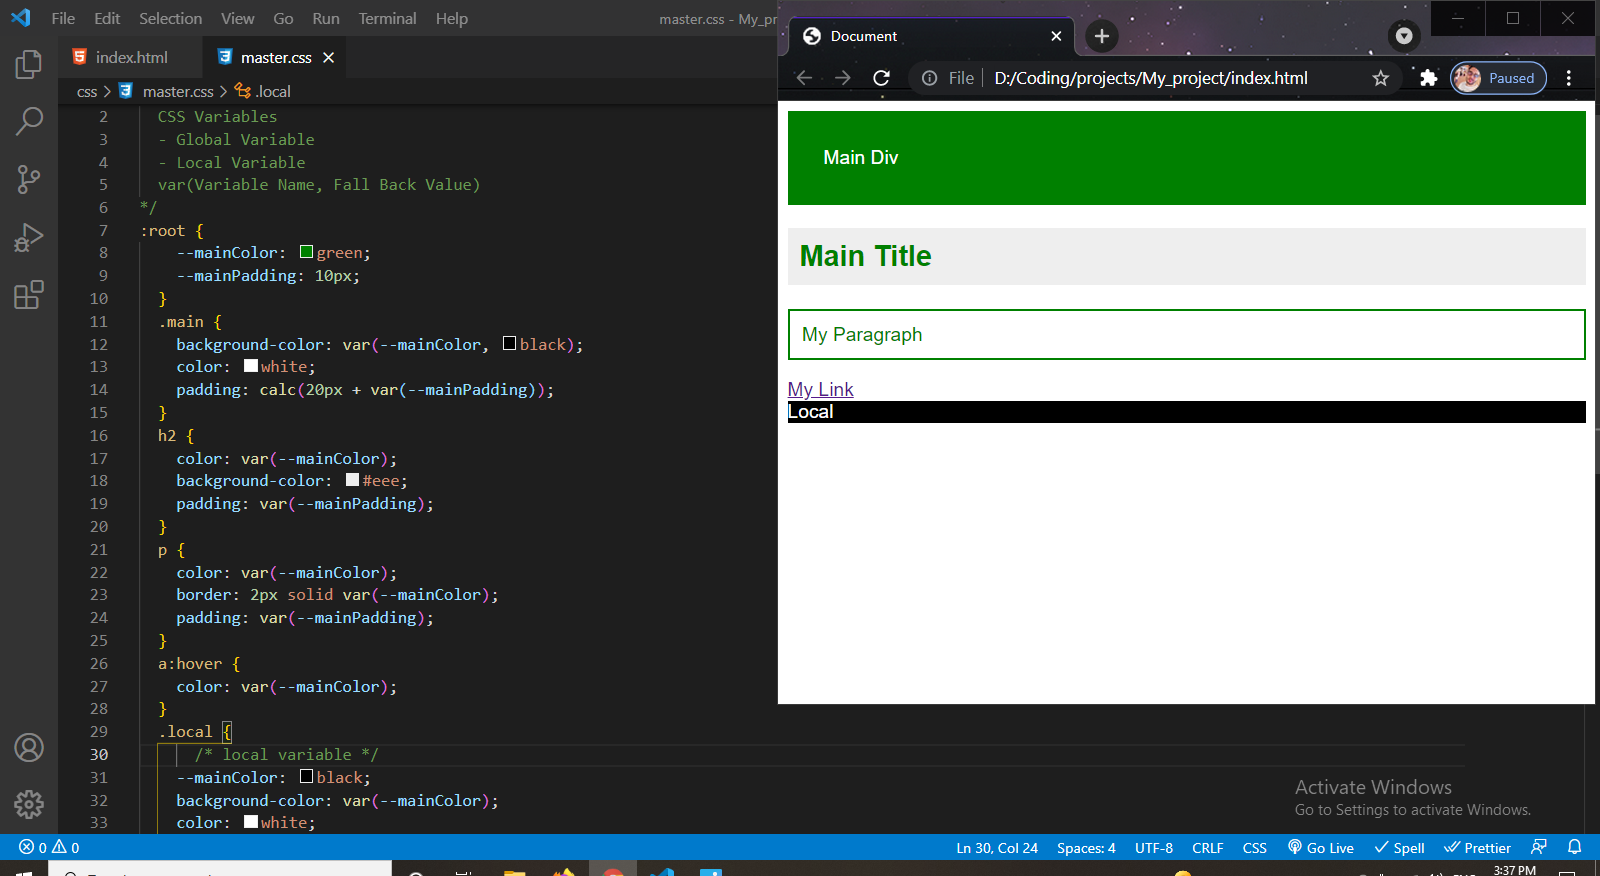 File Edit Selection View Go Run Terminal Help master.css - My_pr
index.html master.css
css > master.css > .local
2 CSS Variables
3 - Global Variable
4 - Local Variable
5 var(Variable Name, Fall Back Value)
6 */
7 :root {
8 --mainColor: green;
9 --mainPadding: 10px;
10 }
11 .main {
12 background-color: var(--mainColor, black);
13 color: white;
14 padding: calc(20px + var(--mainPadding));
15 }
16 h2 {
17 color: var(--mainColor);
18 background-color: #eee;
19 padding: var(--mainPadding);
20 }
21 p {
22 color: var(--mainColor);
23 border: 2px solid var(--mainColor);
24 padding: var(--mainPadding);
25 }
26 a:hover {
27 color: var(--mainColor);
28 }
29 .local {
30 /* local variable */
31 --mainColor: black;
32 background-color: var(--mainColor);
33 color: white;
Document
File D:/Coding/projects/My_project/index.html Paused
Main Div
Main Title
My Paragraph
My Link
Local
Activate Windows
Go to Settings to activate Windows.
0 0 Ln 30, Col 24 Spaces: 4 UTF-8 CRLF CSS Go Live Spell Prettier
3:37 PM